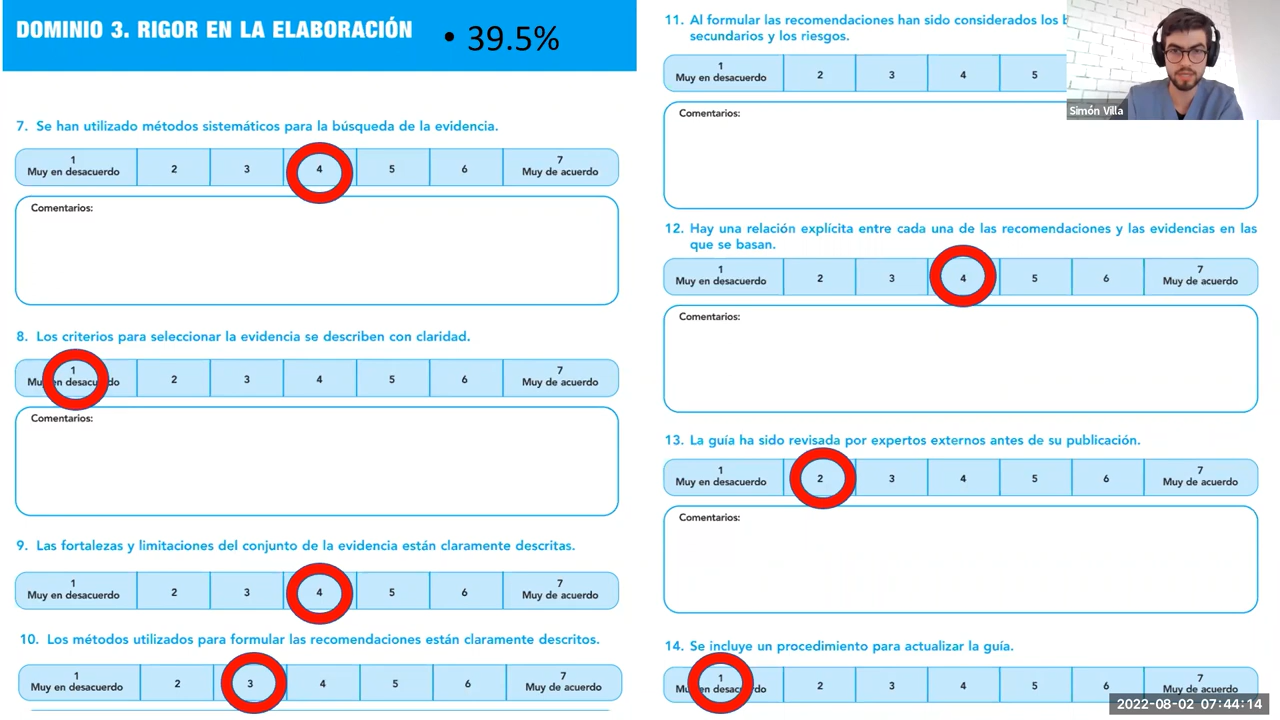 DOMINIO 3. RIGOR EN LA ELABORACIÓN
• 39.5%
7. Se han utilizado métodos sistemáticos para la búsqueda de la evidencia.
1 2 3 4 5 6 7
Muy en desacuerdo Muy de acuerdo
Comentarios:
8. Los criterios para seleccionar la evidencia se describen con claridad.
1 2 3 4 5 6 7
Muy en desacuerdo Muy de acuerdo
Comentarios:
9. Las fortalezas y limitaciones del conjunto de la evidencia están claramente descritas.
1 2 3 4 5 6 7
Muy en desacuerdo Muy de acuerdo
10. Los métodos utilizados para formular las recomendaciones están claramente descritos.
1 2 3 4 5 6 7
Muy en desacuerdo Muy de acuerdo
11. Al formular las recomendaciones han sido considerados los
secundarios y los riesgos.
1 2 3 4 5
Muy en desacuerdo
Comentarios:
Simón Villa
12. Hay una relación explícita entre cada una de las recomendaciones y las evidencias en las
que se basan.
1 2 3 4 5 6 7
Muy en desacuerdo Muy de acuerdo
Comentarios:
13. La guía ha sido revisada por expertos externos antes de su publicación.
1 2 3 4 5 6 7
Muy en desacuerdo Muy de acuerdo
Comentarios:
14. Se incluye un procedimiento para actualizar la guía.
1 2 3 4 5 6 7
Muy en desacuerdo Muy de acuerdo
2022-08-02 07:44:14